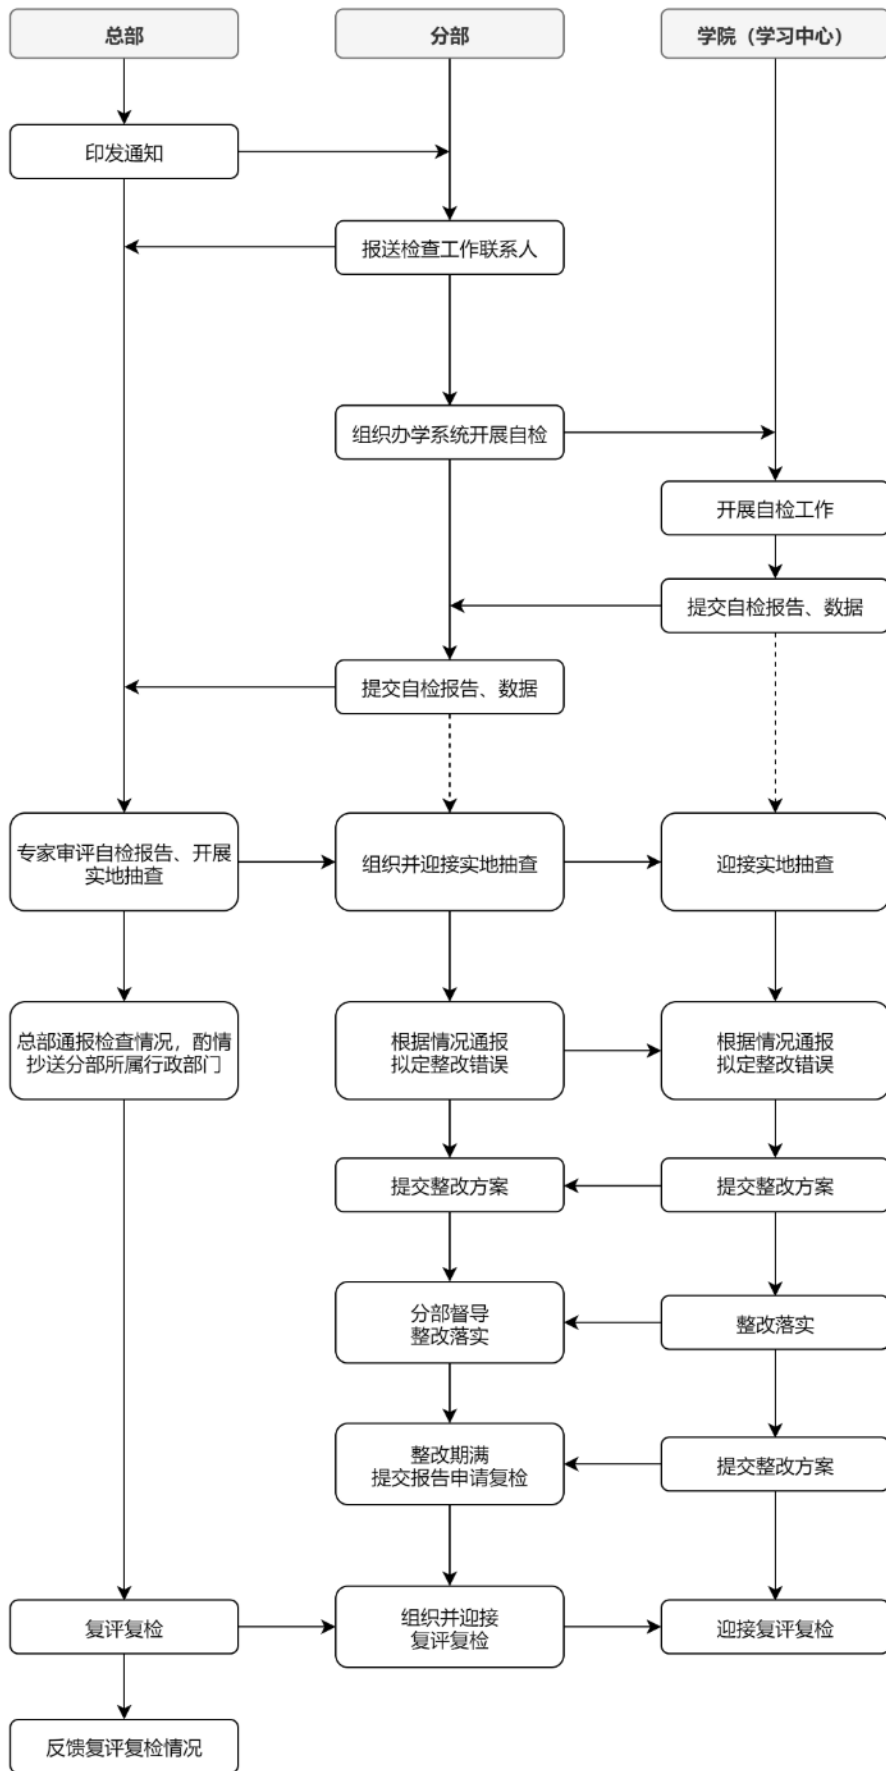 总部
分部
学院（学习中心）
印发通知
报送检查工作联系人
组织办学系统开展自检
开展自检工作
提交自检报告、数据
提交自检报告、数据
专家审评自检报告、开展
实地抽查
组织并迎接实地抽查
迎接实地抽查
总部通报检查情况，酌情
抄送分部所属行政部门
根据情况通报
拟定整改错误
根据情况通报
拟定整改错误
提交整改方案
提交整改方案
分部督导
整改落实
整改落实
整改期满
提交报告申请复检
提交整改方案
复评复检
组织并迎接
复评复检
迎接复评复检
反馈复评复检情况